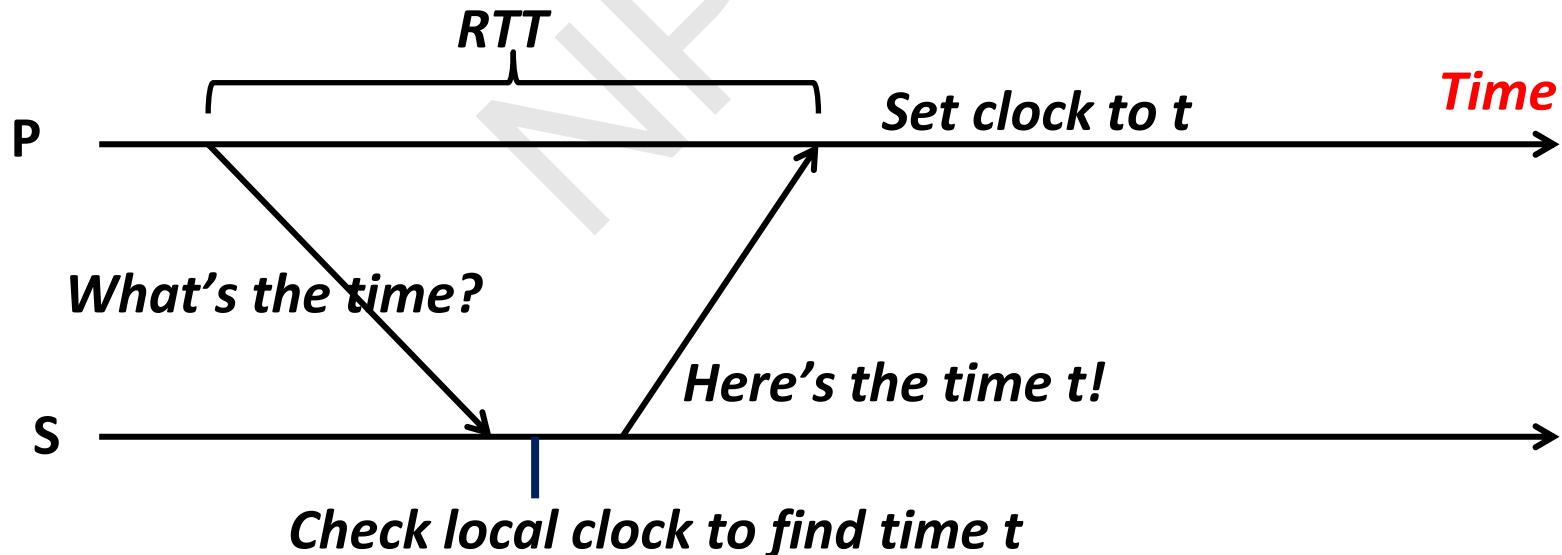 RTT
Time
Set clock to t
P
What's the time?
Here's the time t!
S
Check local clock to find time t